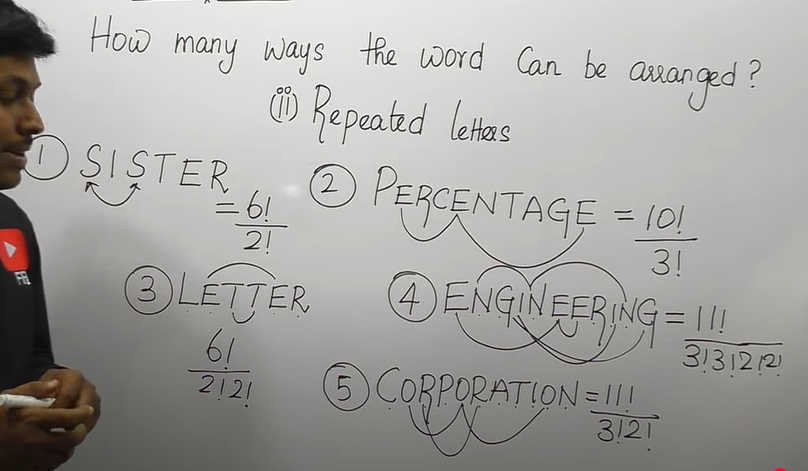 How many ways the word Can be arranged?
(ii) Repeated letters
1 SISTER
= 6!/2!
2 PERCENTAGE = 10!/3!
3 LETTER
6!/2!2!
4 ENGINEERING = 11!/3!3!2!2!
5 CORPORATION = 11!/3!2!